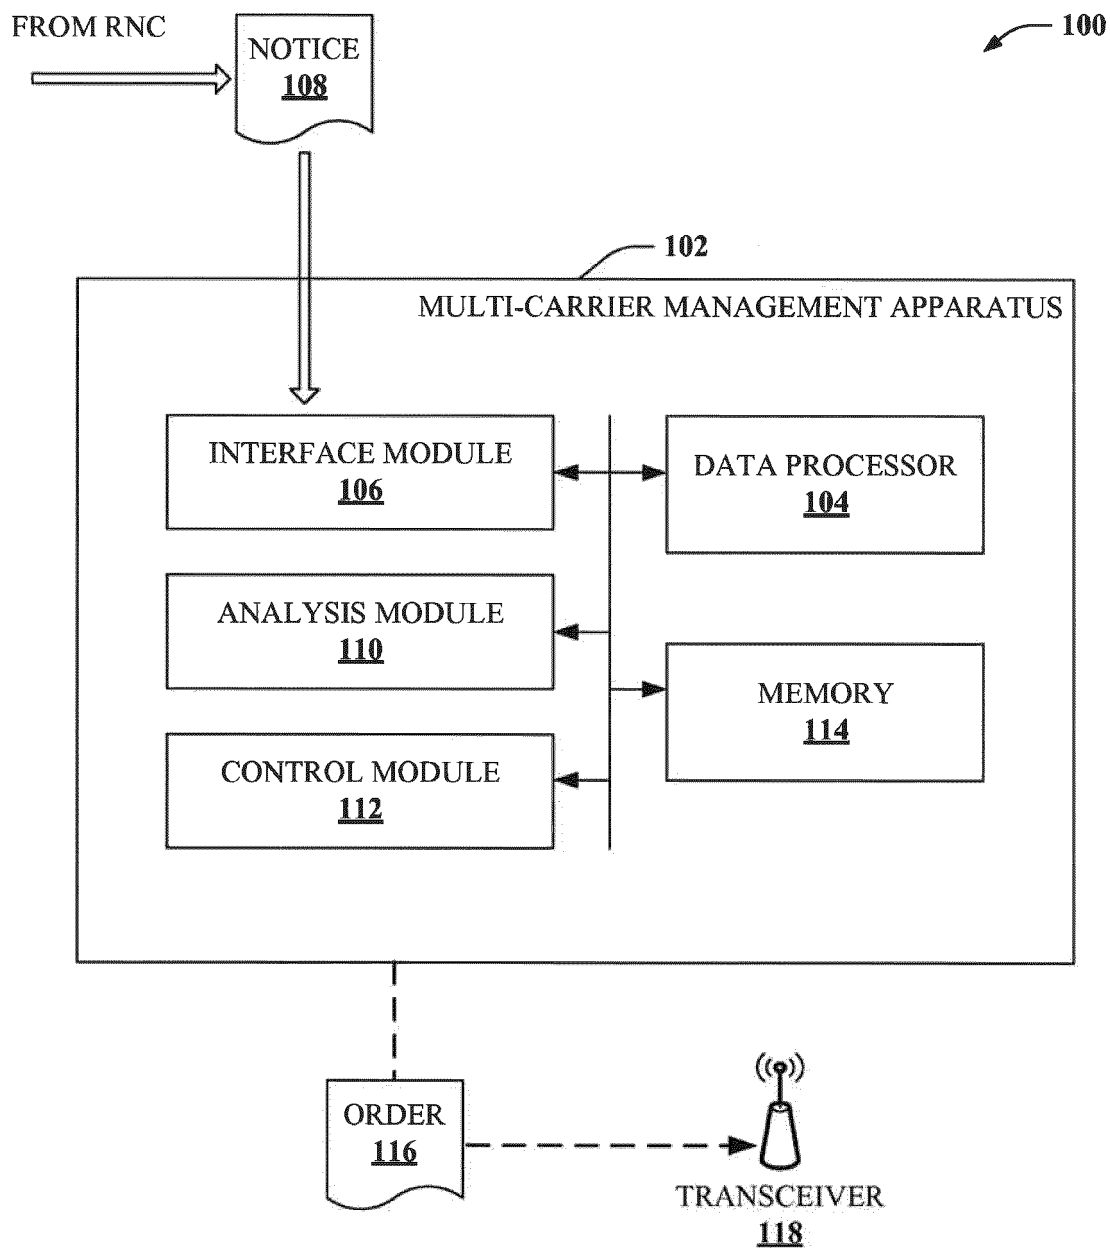 FROM RNC
NOTICE
108
100
102
MULTI-CARRIER MANAGEMENT APPARATUS
INTERFACE MODULE
106
DATA PROCESSOR
104
ANALYSIS MODULE
110
MEMORY
114
CONTROL MODULE
112
ORDER
116
TRANSCEIVER
118